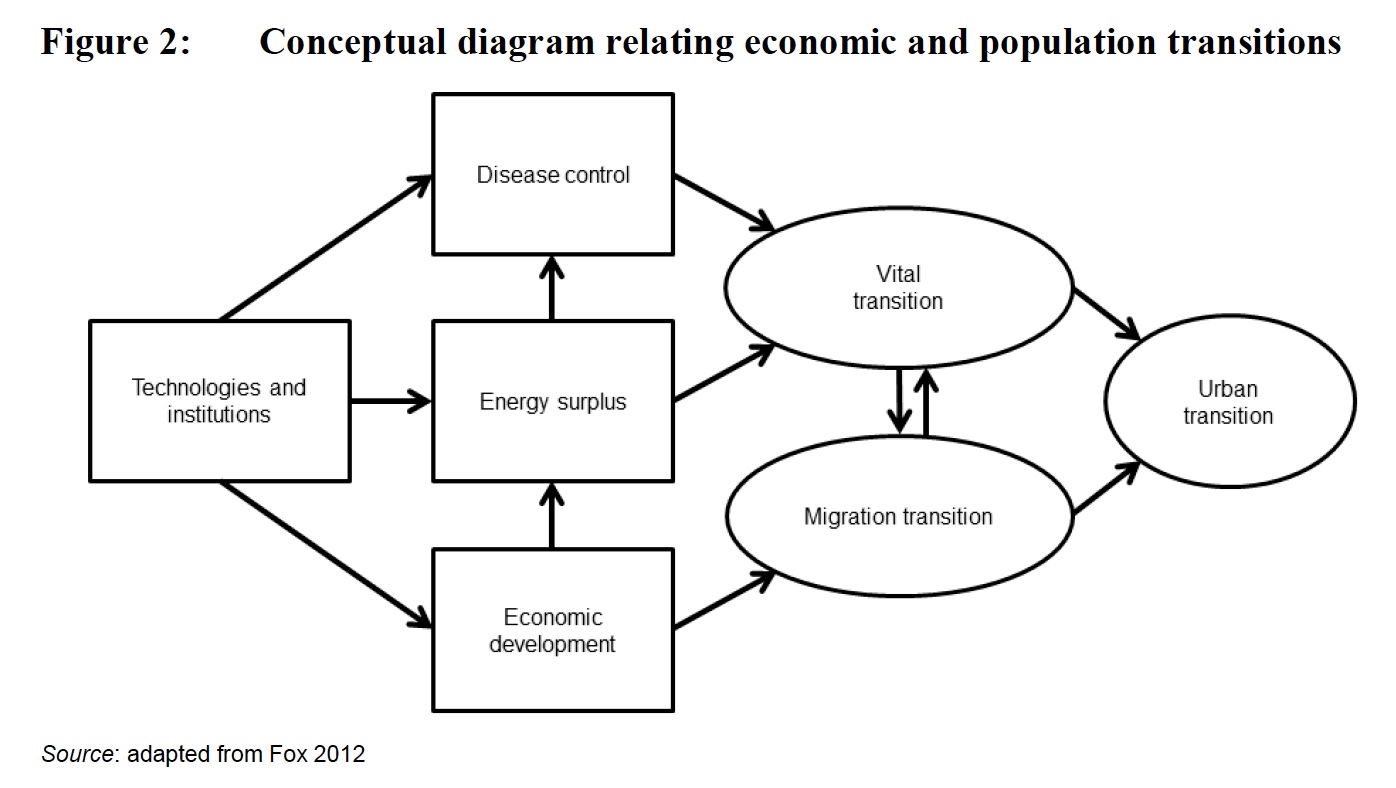 Figure 2: Conceptual diagram relating economic and population transitions
Disease control
Vital
transition
Technologies and
institutions
Energy surplus
Urban
transition
Migration transition
Economic
development
Source: adapted from Fox 2012